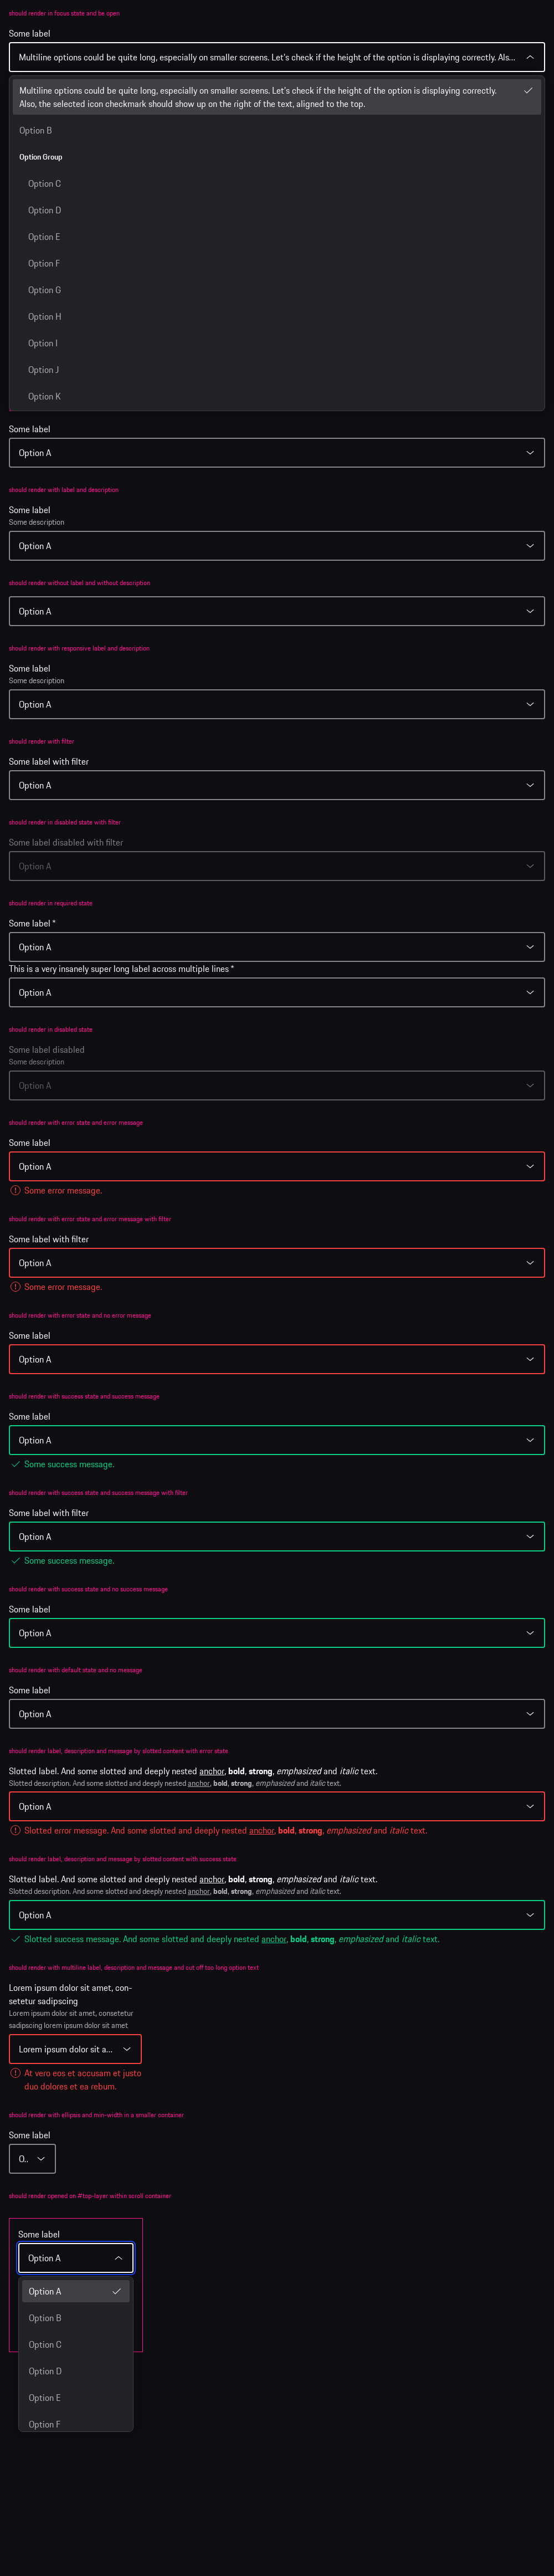 should render in focus state and be open
Some label
Multiline options could be quite long, especially on smaller screens. Let's check if the height of the option is displaying correctly. Als...
Multiline options could be quite long, especially on smaller screens. Let's check if the height of the option is displaying correctly.
Also, the selected icon checkmark should show up on the right of the text, aligned to the top.
Option B
Option Group
Option C
Option D
Option E
Option F
Option G
Option H
Option I
Option J
Option K
Some label
Option A
should render with label and description
Some label
Some description
Option A
should render without label and without description
Option A
should render with responsive label and description
Some label
Some description
Option A
should render with filter
Some label with filter
Option A
should render in disabled state with filter
Some label disabled with filter
Option A
should render in required state
Some label *
Option A
This is a very insanely super long label across multiple lines *
Option A
should render in disabled state
Some label disabled
Some description
Option A
should render with error state and error message
Some label
Option A
Some error message.
should render with error state and error message with filter
Some label with filter
Option A
Some error message.
should render with error state and no error message
Some label
Option A
should render with success state and success message
Some label
Option A
Some success message.
should render with success state and success message with filter
Some label with filter
Option A
Some success message.
should render with success state and no success message
Some label
Option A
should render with default state and no message
Some label
Option A
should render label, description and message by slotted content with error state
Slotted label. And some slotted and deeply nested anchor, bold, strong, emphasized and italic text.
Slotted description. And some slotted and deeply nested anchor, bold, strong, emphasized and italic text.
Option A
Slotted error message. And some slotted and deeply nested anchor, bold, strong, emphasized and italic text.
should render label, description and message by slotted content with success state
Slotted label. And some slotted and deeply nested anchor, bold, strong, emphasized and italic text.
Slotted description. And some slotted and deeply nested anchor, bold, strong, emphasized and italic text.
Option A
Slotted success message. And some slotted and deeply nested anchor, bold, strong, emphasized and italic text.
should render with multiline label, description and message and cut off too long option text
Lorem ipsum dolor sit amet, con-
setetur sadipscing
Lorem ipsum dolor sit amet, consetetur
sadipscing lorem ipsum dolor sit amet
Lorem ipsum dolor sit a...
At vero eos et accusam et justo
duo dolores et ea rebum.
should render with ellipsis and min-width in a smaller container
Some label
O..
should render opened on #top-layer within scroll container
Some label
Option A
Option A
Option B
Option C
Option D
Option E
Option F